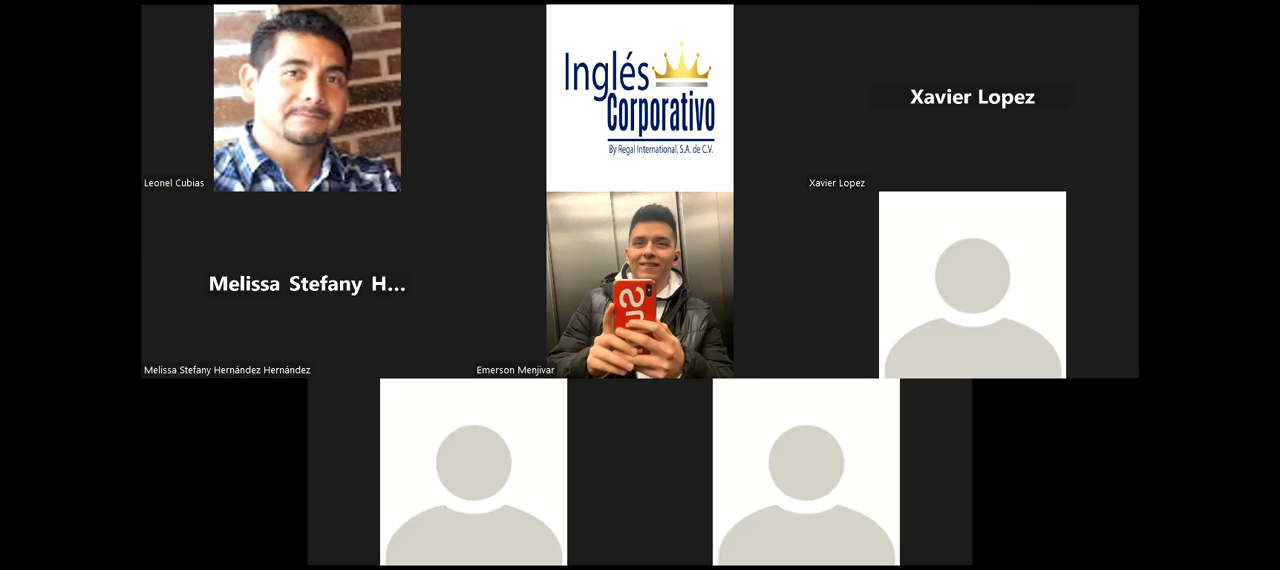 Inglés
Corporativo
By Regal International, S.A. de C.V.
Xavier Lopez
Leonel Cubias
Xavier Lopez
Melissa Stefany H...
Melissa Stefany Hernández Hernández
Emerson Menjivar